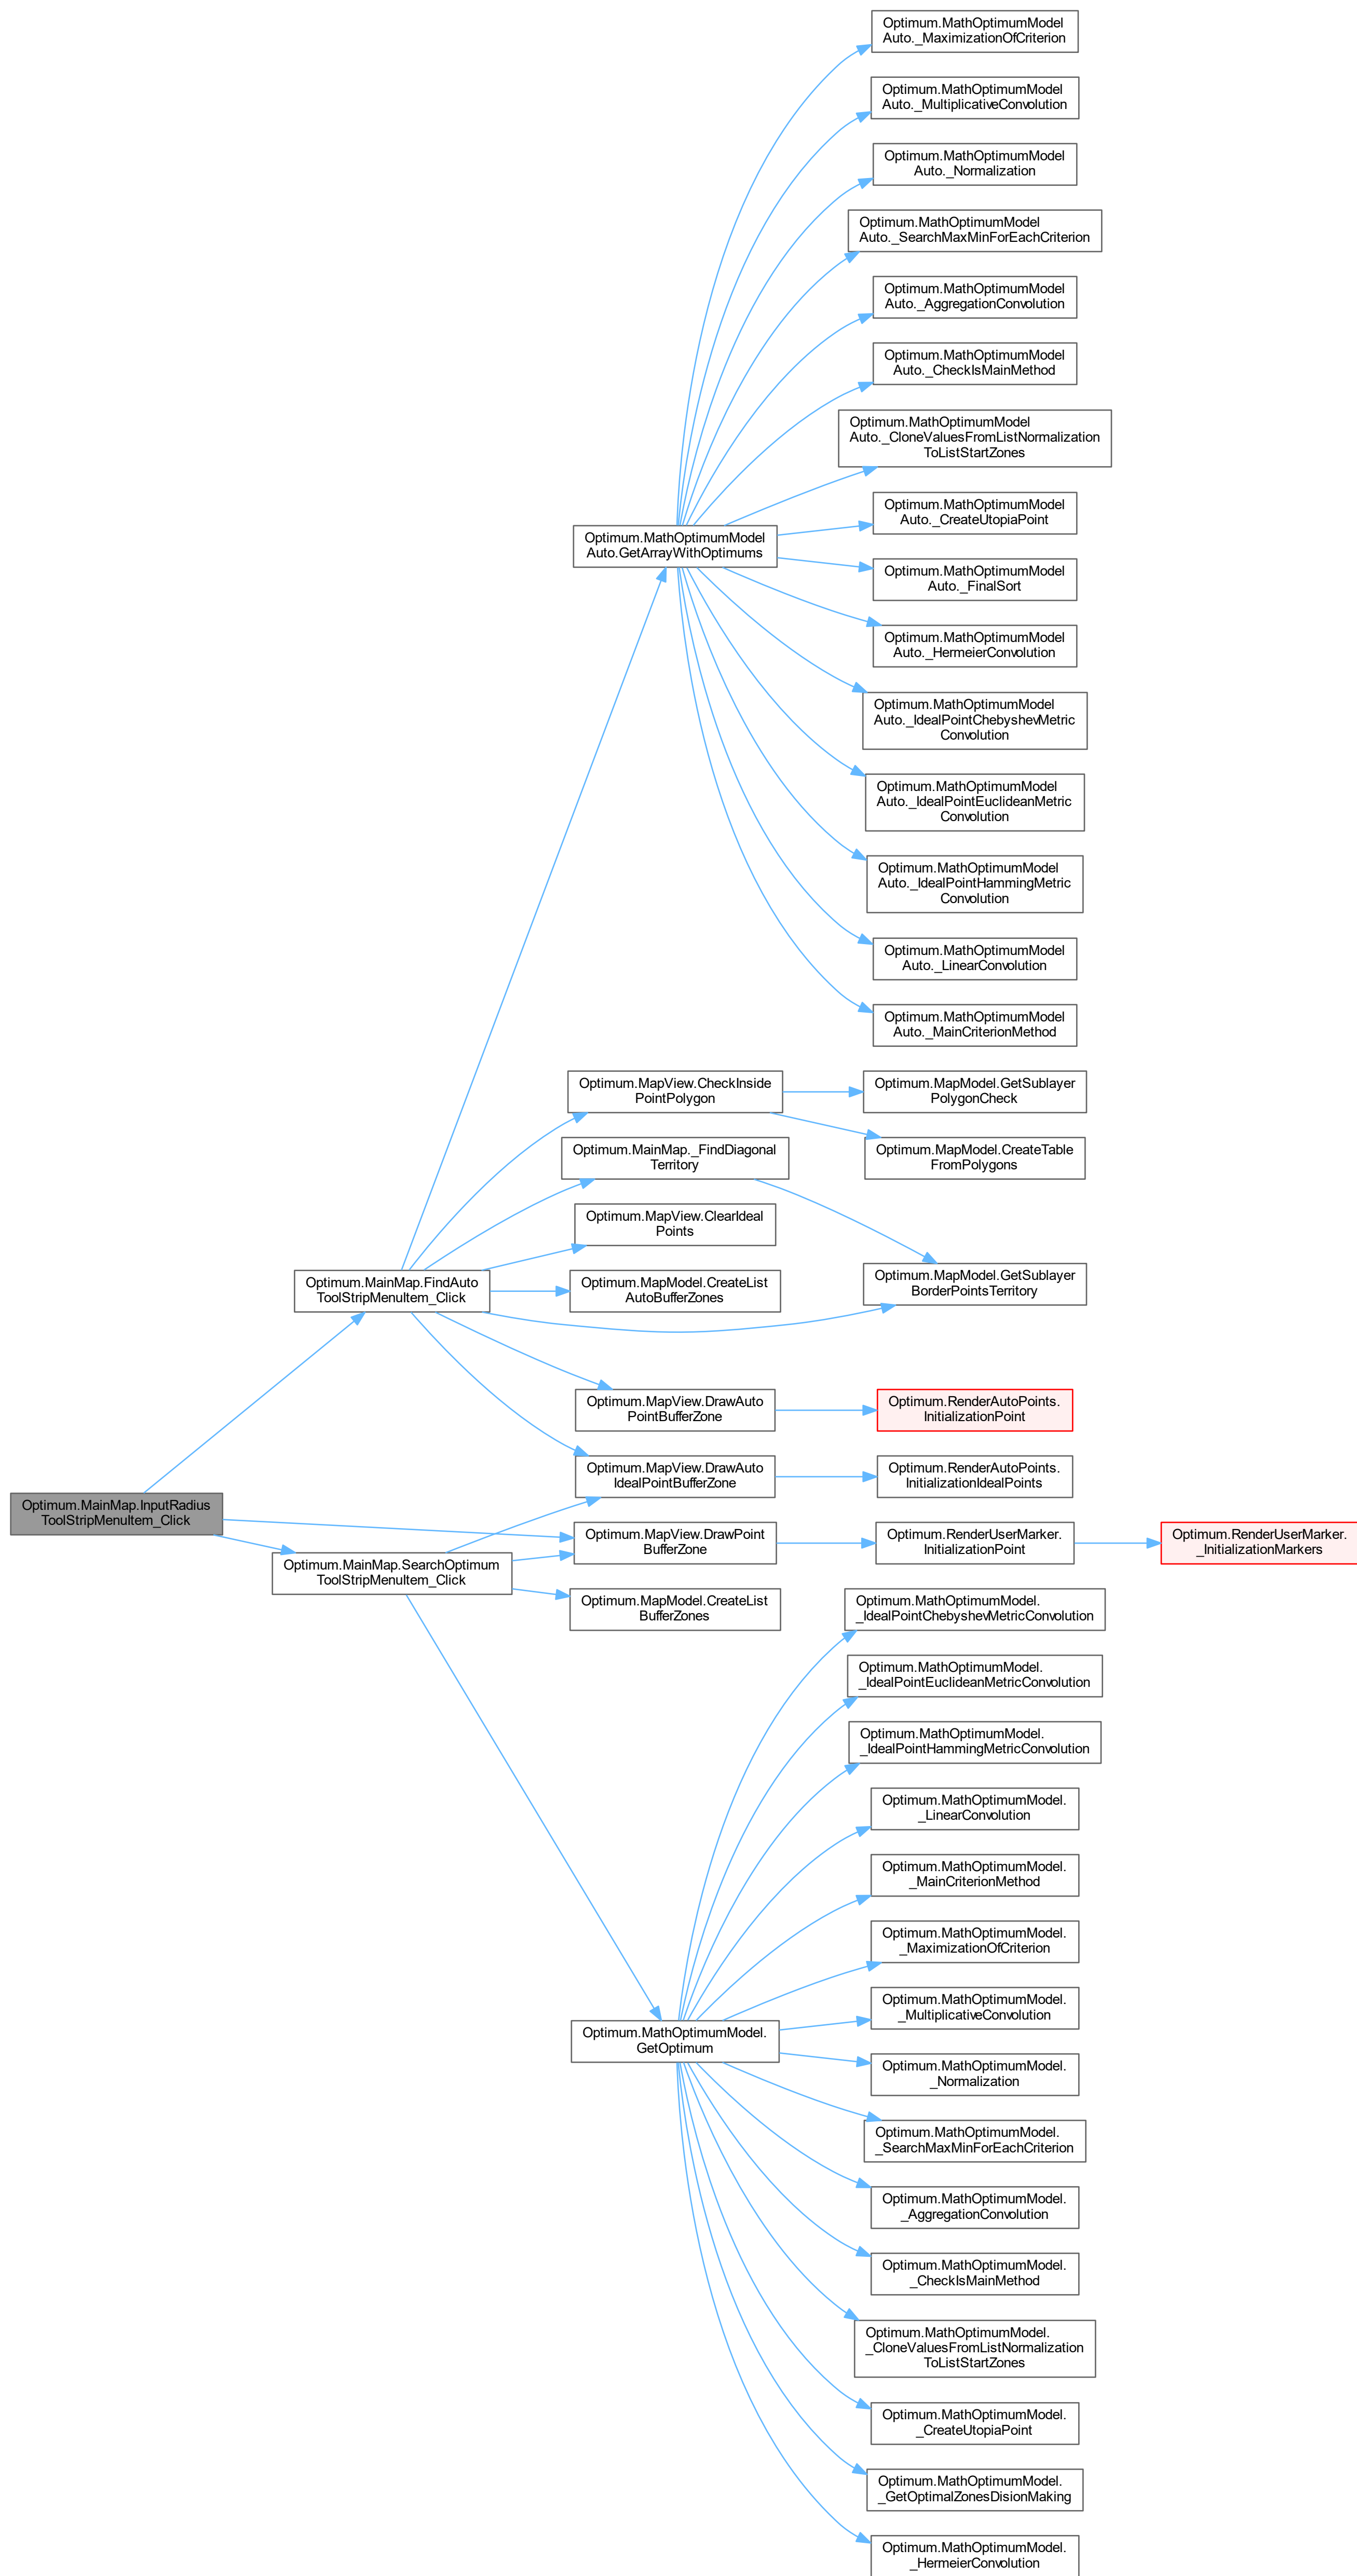 Optimum.MathOptimumModel
Auto._MaximizationOfCriterion
Optimum.MathOptimumModel
Auto._MultiplicativeConvolution
Optimum.MathOptimumModel
Auto._Normalization
Optimum.MathOptimumModel
Auto._SearchMaxMinForEachCriterion
Optimum.MathOptimumModel
Auto._AggregationConvolution
Optimum.MathOptimumModel
Auto._CheckIsMainMethod
Optimum.MathOptimumModel
Auto._CloneValuesFromListNormalization
ToListStartZones
Optimum.MathOptimumModel
Auto._CreateUtopiaPoint
Optimum.MathOptimumModel
Auto.GetArrayWithOptimums
Optimum.MathOptimumModel
Auto._FinalSort
Optimum.MathOptimumModel
Auto._HermeierConvolution
Optimum.MathOptimumModel
Auto._IdealPointChebyshevMetric
Convolution
Optimum.MathOptimumModel
Auto._IdealPointEuclideanMetric
Convolution
Optimum.MathOptimumModel
Auto._IdealPointHammingMetric
Convolution
Optimum.MathOptimumModel
Auto._LinearConvolution
Optimum.MathOptimumModel
Auto._MainCriterionMethod
Optimum.MapView.CheckInside
PointPolygon
Optimum.MapModel.GetSublayer
PolygonCheck
Optimum.MainMap._FindDiagonal
Territory
Optimum.MapModel.CreateTable
FromPolygons
Optimum.MapView.ClearIdeal
Points
Optimum.MainMap.FindAuto
ToolStripMenuItem_Click
Optimum.MapModel.CreateList
AutoBufferZones
Optimum.MapModel.GetSublayer
BorderPointsTerritory
Optimum.MapView.DrawAuto
PointBufferZone
Optimum.RenderAutoPoints.
InitializationPoint
Optimum.MapView.DrawAuto
IdealPointBufferZone
Optimum.RenderAutoPoints.
InitializationIdealPoints
Optimum.MainMap.InputRadius
ToolStripMenuItem_Click
Optimum.MapView.DrawPoint
BufferZone
Optimum.RenderUserMarker.
InitializationPoint
Optimum.RenderUserMarker.
_InitializationMarkers
Optimum.MainMap.SearchOptimum
ToolStripMenuItem_Click
Optimum.MapModel.CreateList
BufferZones
Optimum.MathOptimumModel.
_IdealPointChebyshevMetricConvolution
Optimum.MathOptimumModel.
_IdealPointEuclideanMetricConvolution
Optimum.MathOptimumModel.
_IdealPointHammingMetricConvolution
Optimum.MathOptimumModel.
_LinearConvolution
Optimum.MathOptimumModel.
_MainCriterionMethod
Optimum.MathOptimumModel.
_MaximizationOfCriterion
Optimum.MathOptimumModel.
_MultiplicativeConvolution
Optimum.MathOptimumModel.
GetOptimum
Optimum.MathOptimumModel.
_Normalization
Optimum.MathOptimumModel.
_SearchMaxMinForEachCriterion
Optimum.MathOptimumModel.
_AggregationConvolution
Optimum.MathOptimumModel.
_CheckIsMainMethod
Optimum.MathOptimumModel.
_CloneValuesFromListNormalization
ToListStartZones
Optimum.MathOptimumModel.
_CreateUtopiaPoint
Optimum.MathOptimumModel.
_GetOptimalZonesDisionMaking
Optimum.MathOptimumModel.
_HermeierConvolution